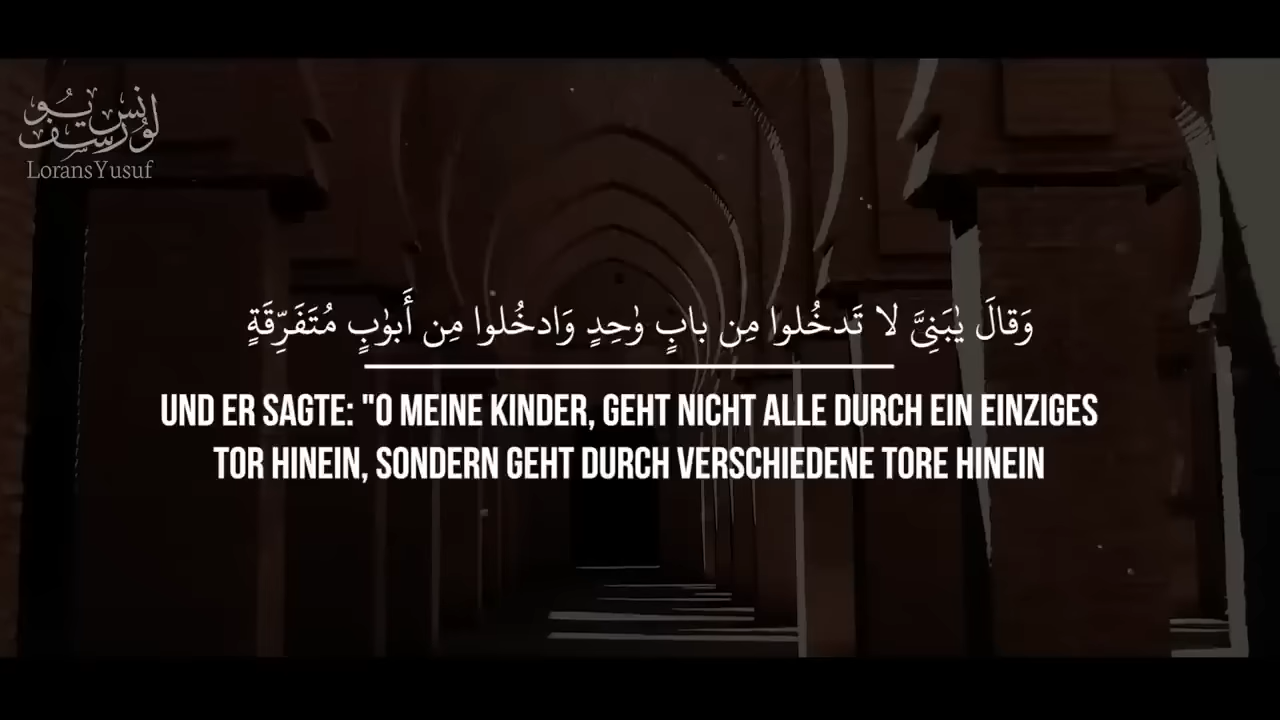 لورنس يوسف
LoransYusuf
وَقالَ يٰبَنِىَّ لا تَدخُلوا مِن بابٍ وٰحِدٍ وَادخُلوا مِن أَبوٰبٍ مُتَفَرِّقَةٍ
UND ER SAGTE: "O MEINE KINDER, GEHT NICHT ALLE DURCH EIN EINZIGES
TOR HINEIN, SONDERN GEHT DURCH VERSCHIEDENE TORE HINEIN